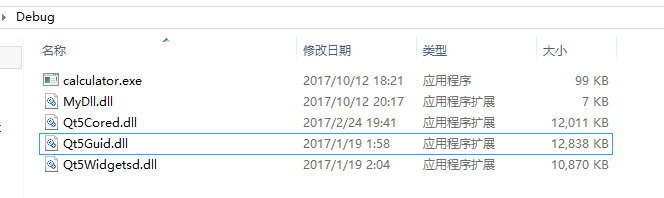 Debug
名称 修改日期 类型 大小
calculator.exe 2017/10/12 18:21 应用程序 99 KB
MyDll.dll 2017/10/12 20:17 应用程序扩展 7 KB
Qt5Cored.dll 2017/2/24 19:41 应用程序扩展 12,011 KB
Qt5Guid.dll 2017/1/19 1:58 应用程序扩展 12,838 KB
Qt5Widgetsd.dll 2017/1/19 2:04 应用程序扩展 10,870 KB